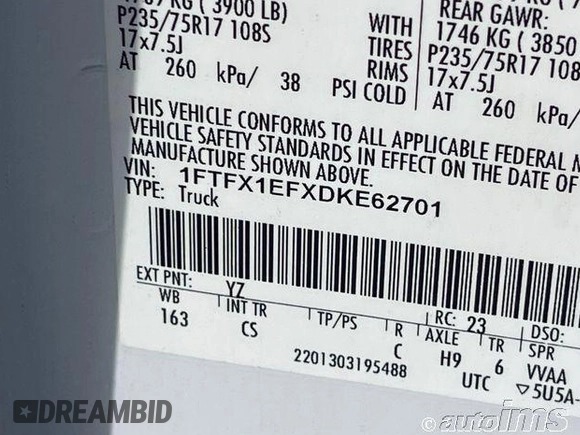 KG (3900 LB)
P235/75R17 108S
17x7.5J
AT 260 kPa/ 38
WITH
TIRES
RIMS
PSI COLD
REAR GAWR:
1746 KG (3850
P235/75R17 108
17x7.5J
AT 260 kPa/
THIS VEHICLE CONFORMS TO ALL APPLICABLE FEDERAL
VEHICLE SAFETY STANDARDS IN EFFECT ON THE DATE OF
MANUFACTURE SHOWN ABOVE.
VIN: 1FTFX1EFXDKE62701
TYPE: Truck
EXT PNT: YZ RC: 23 DSO:
WB INT TR TP/PS R AXLE TR SPR
163 CS C H9 6 VVAA
2201303195488 UTC ▽5U5A-
DREAMBID
autoims